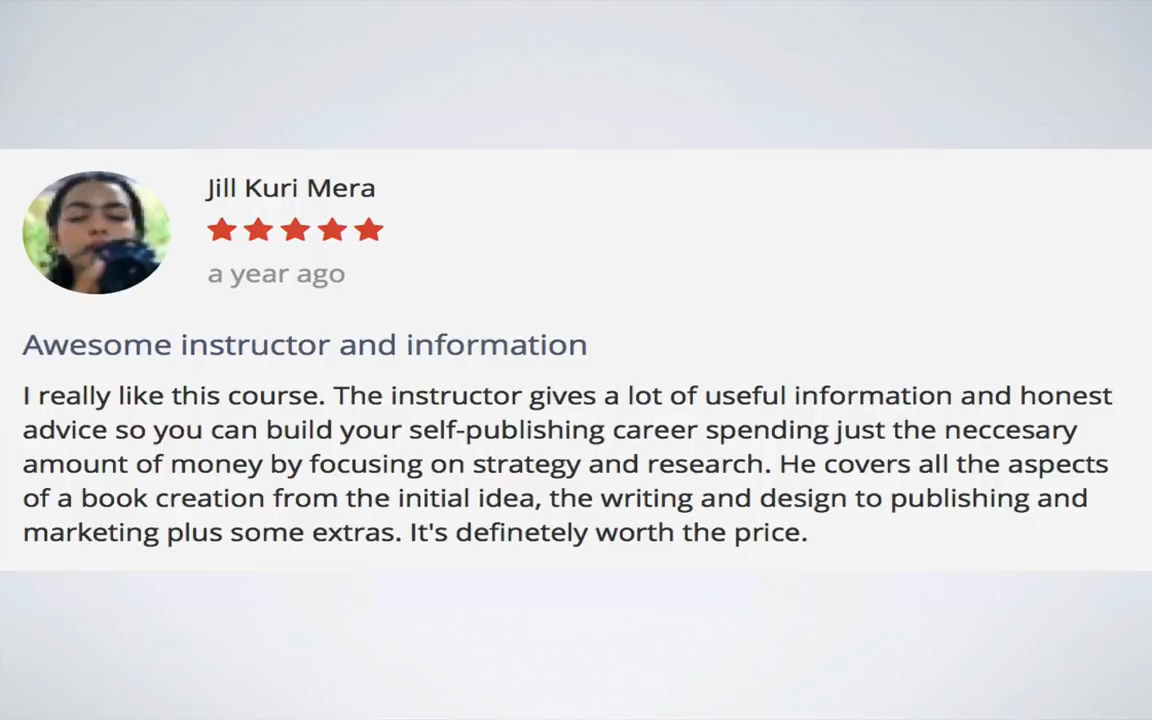 Jill Kuri Mera
a year ago
Awesome instructor and information
I really like this course. The instructor gives a lot of useful information and honest
advice so you can build your self-publishing career spending just the neccesary
amount of money by focusing on strategy and research. He covers all the aspects
of a book creation from the initial idea, the writing and design to publishing and
marketing plus some extras. It's definetely worth the price.